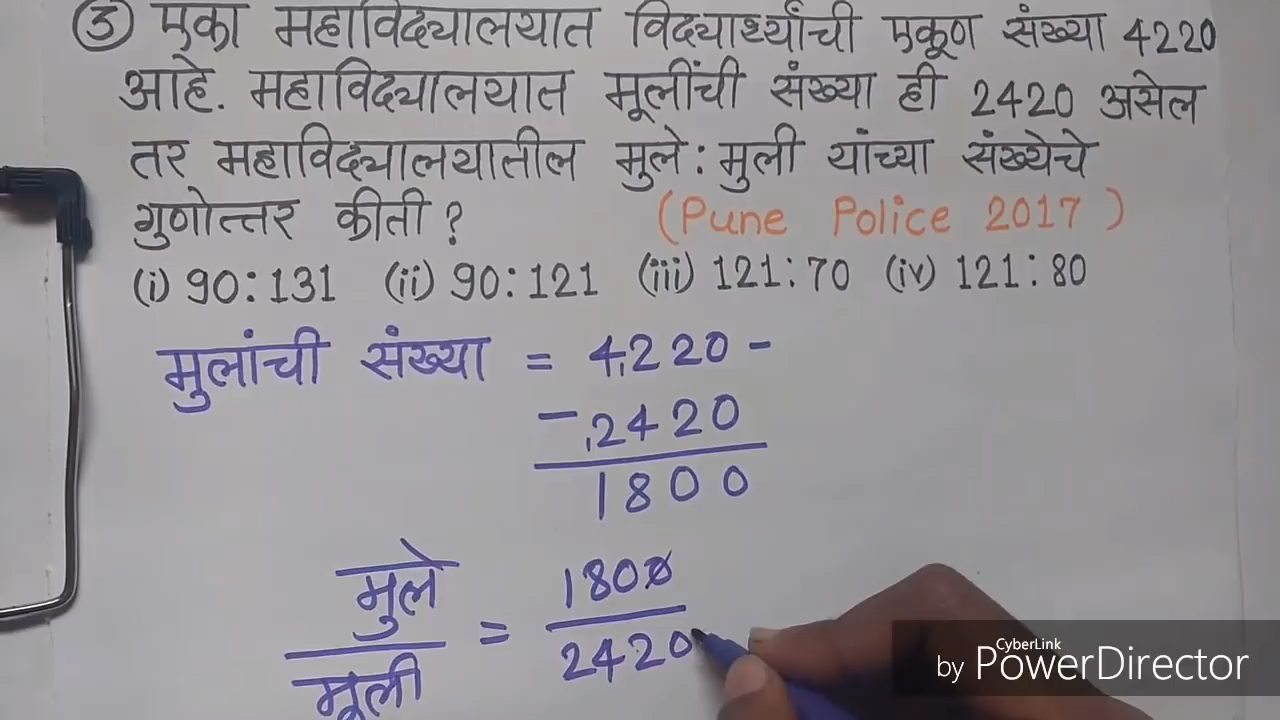 ③ एका महाविद्यालयात विद्यार्थ्यांची एकूण संख्या 4220
आहे. महाविद्यालयात मूलींची संख्या ही 2420 असेल
तर महाविद्यालयातील मुले : मुली यांच्या संख्येचे
गुणोत्तर कीती ? (Pune Police 2017)
(i) 90:131 (ii) 90:121 (iii) 121:70 (iv) 121:80
मुलांची संख्या = 4220 -
- 2420
1800
मुले = 1800
मूली 2420
CyberLink
by PowerDirector